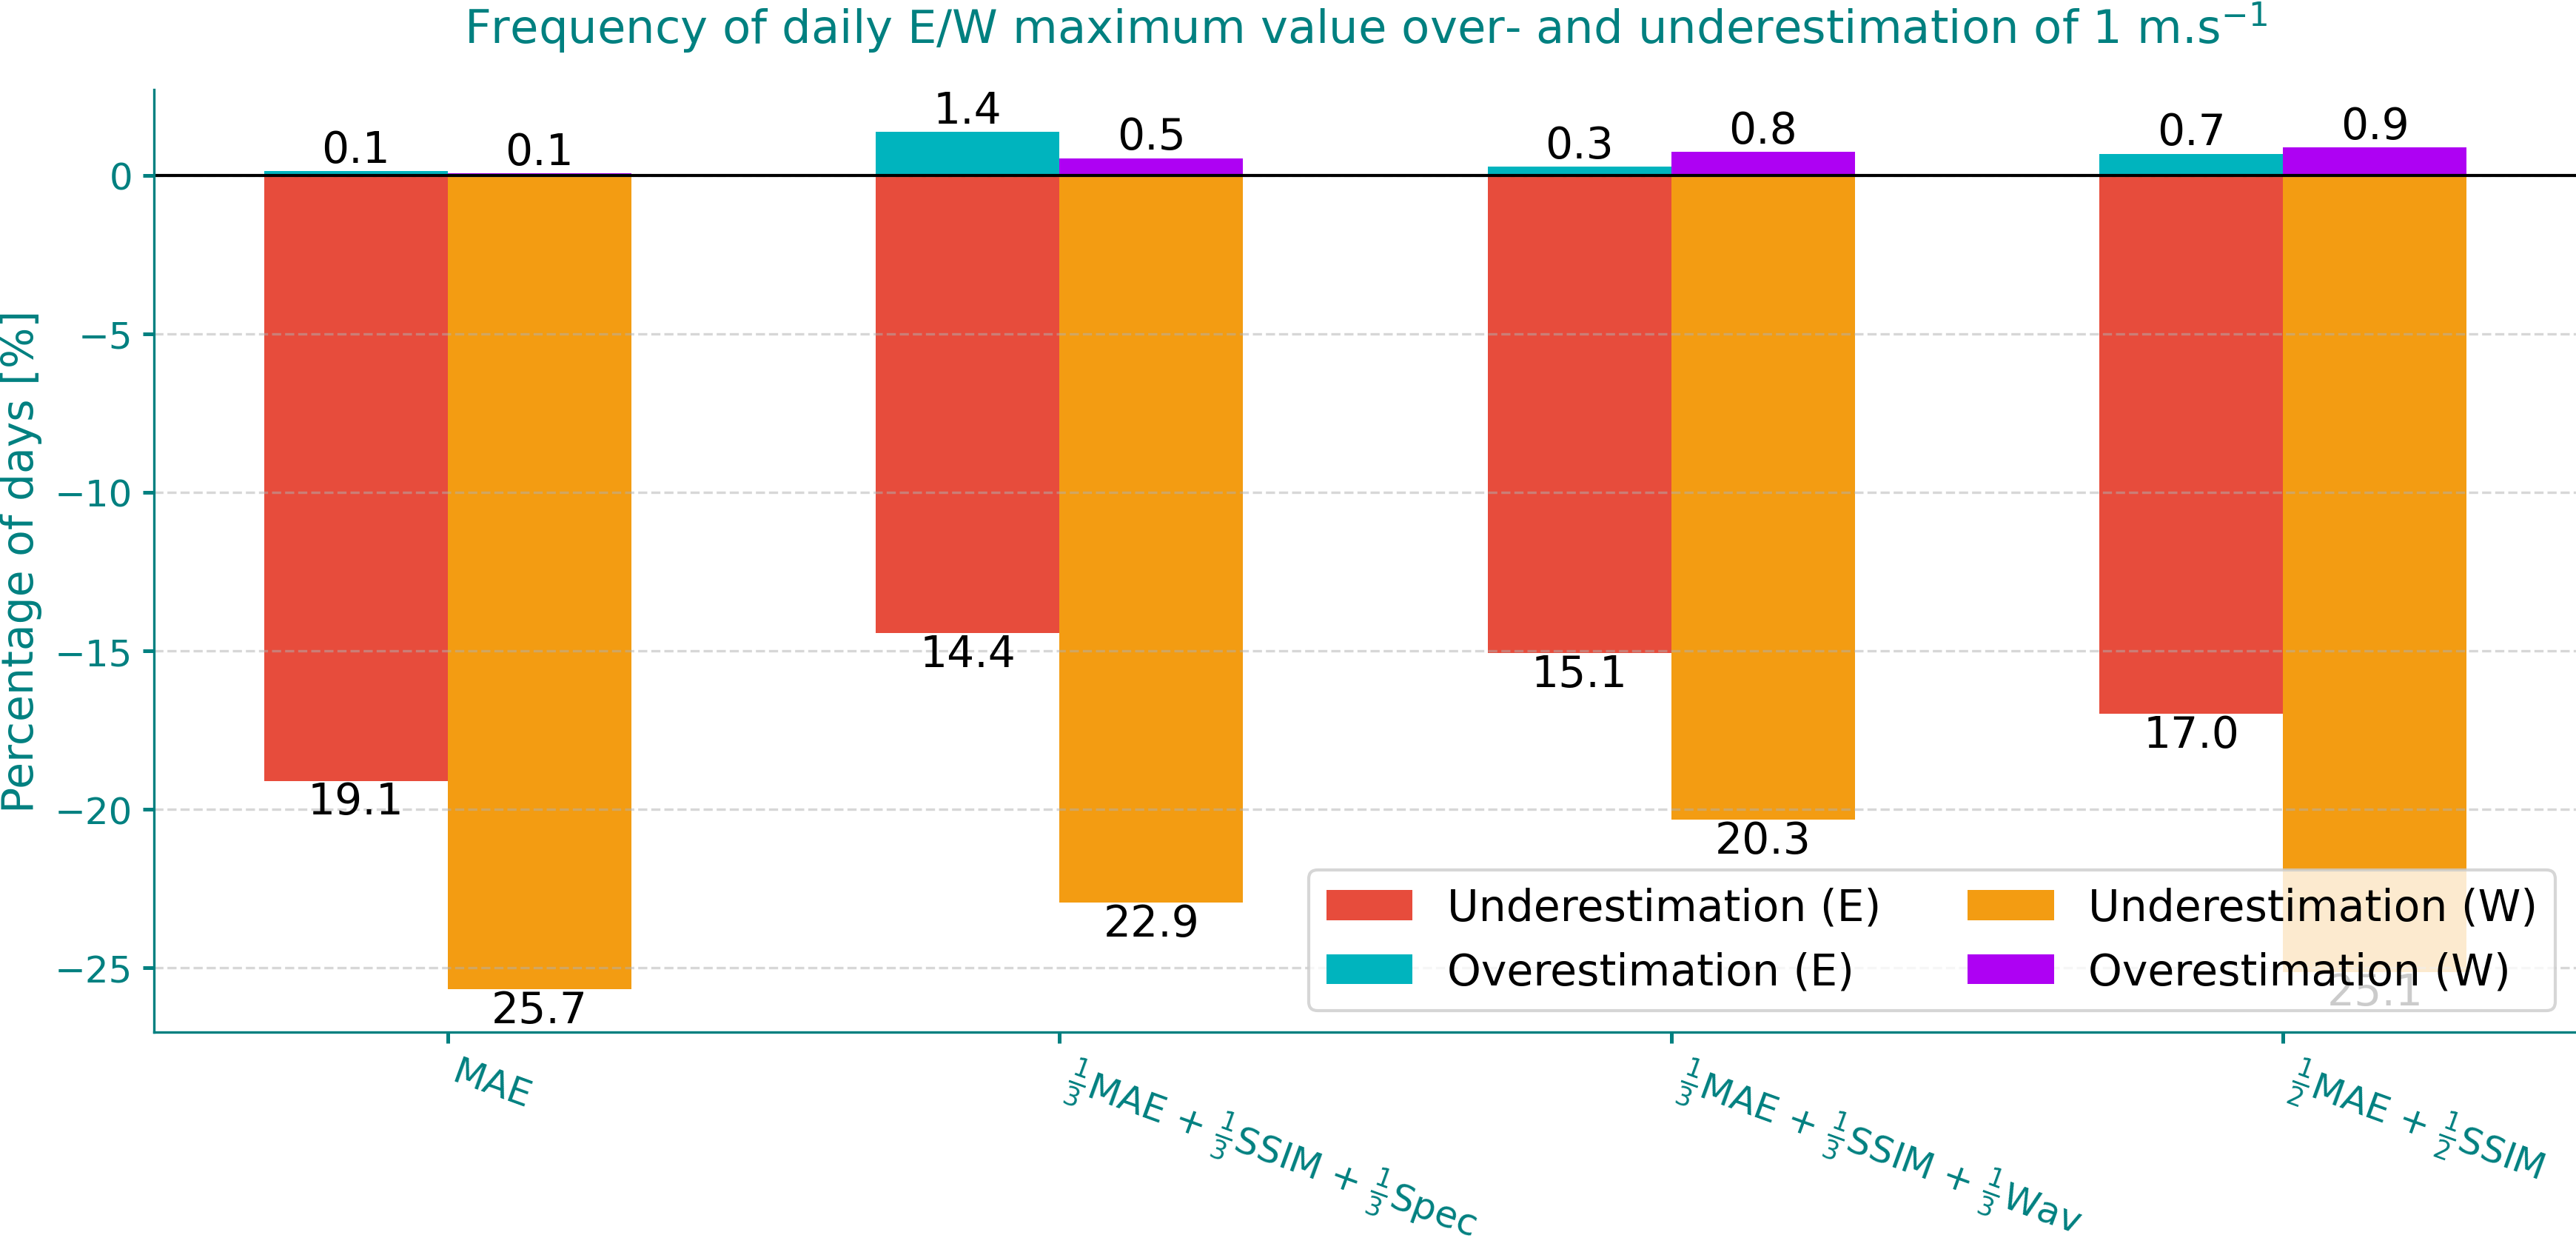 Frequency of daily E/W maximum value over- and underestimation of 1 m.s⁻¹
Percentage of days [%]
0
−5
−10
−15
−20
−25
0.1
0.1
1.4
0.5
0.3
0.8
0.7
0.9
19.1
25.7
14.4
22.9
15.1
20.3
17.0
25.1
Underestimation (E)
Overestimation (E)
Underestimation (W)
Overestimation (W)
MAE
1/3MAE + 1/3SSIM + 1/3Spec
1/3MAE + 1/3SSIM + 1/3Wav
1/2MAE + 1/2SSIM